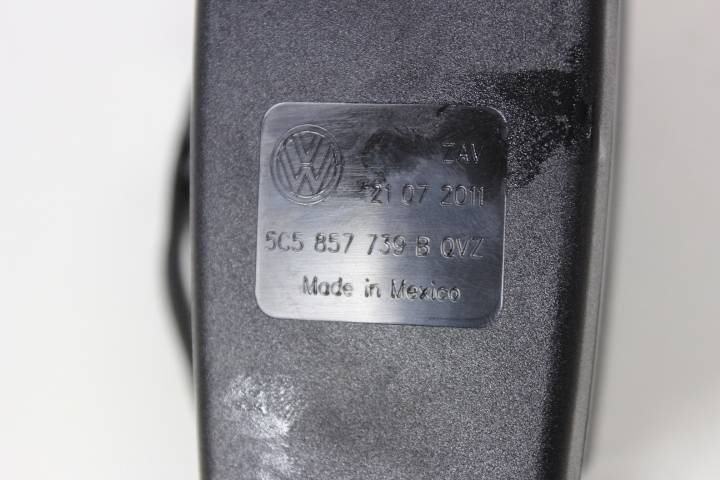 VW
ZAV
21 07 2011
5C5 857 739 B QVZ
Made in Mexico